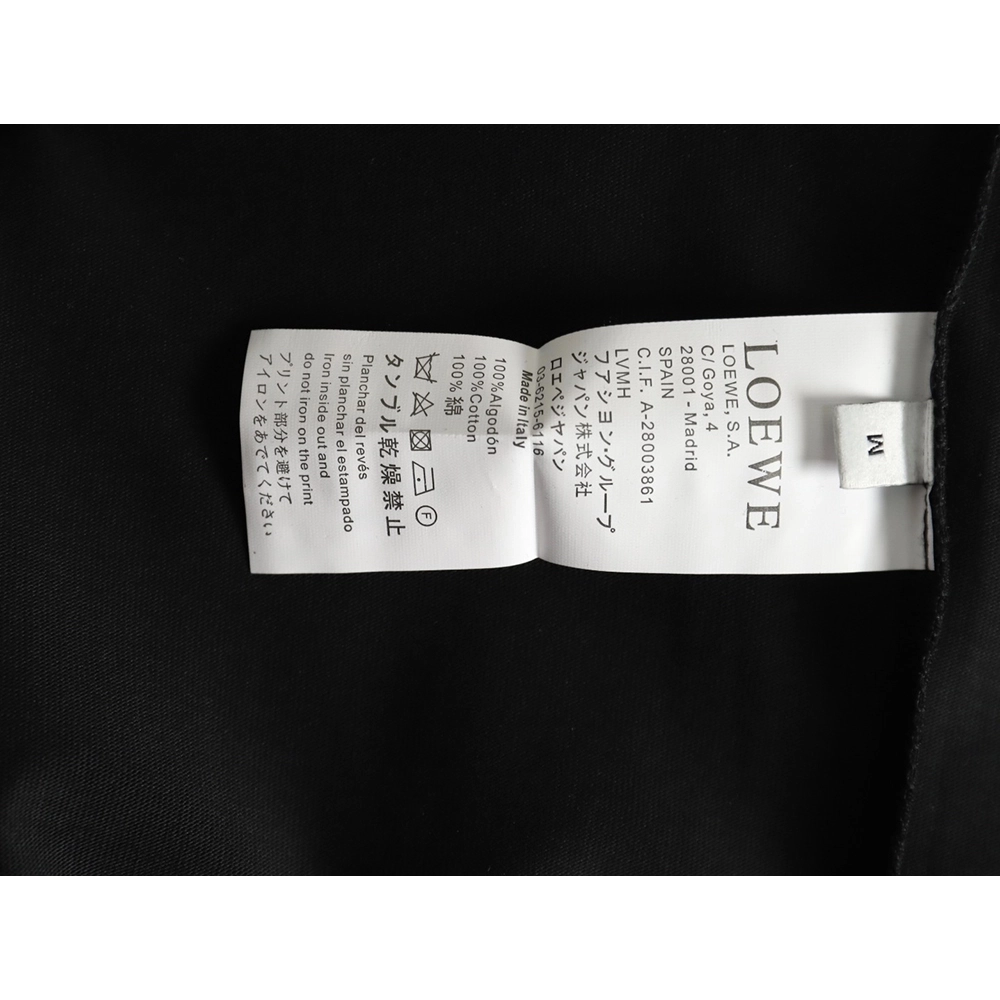 M
LOEWE
LOEWE, S.A.
C/Goya, 4
28001-Madrid
SPAIN
C.I.F. A-28003861
LVMH
フアシヨン・グループ
ジャパン株式会社
ロエベジャパン
03-6215-6116
Made in Italy
100%Algodón
100%Cotton
100% 綿
F
タンブル乾燥禁止
Planchar del revés
sin planchar el estampado
Iron inside out and
do not iron on the print
プリント部分を避けて
アイロンをあでてください